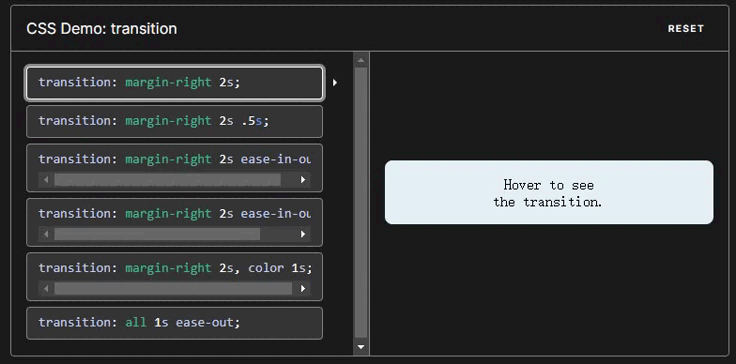 CSS Demo: transition
RESET
transition: margin-right 2s;
transition: margin-right 2s .5s;
transition: margin-right 2s ease-in-ou
transition: margin-right 2s ease-in-ou
transition: margin-right 2s, color 1s;
transition: all 1s ease-out;
Hover to see
the transition.